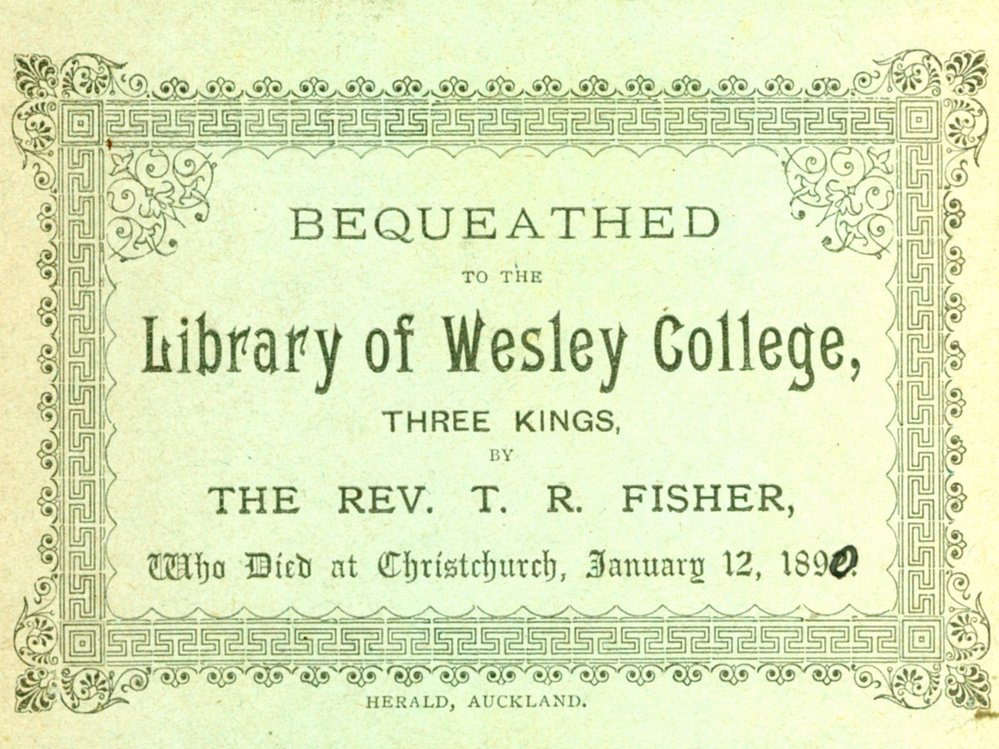 BEQUEATHED
TO THE
Library of Wesley College,
THREE KINGS,
BY
THE REV. T. R. FISHER,
Who Died at Christchurch, January 12, 1890.
HERALD, AUCKLAND.